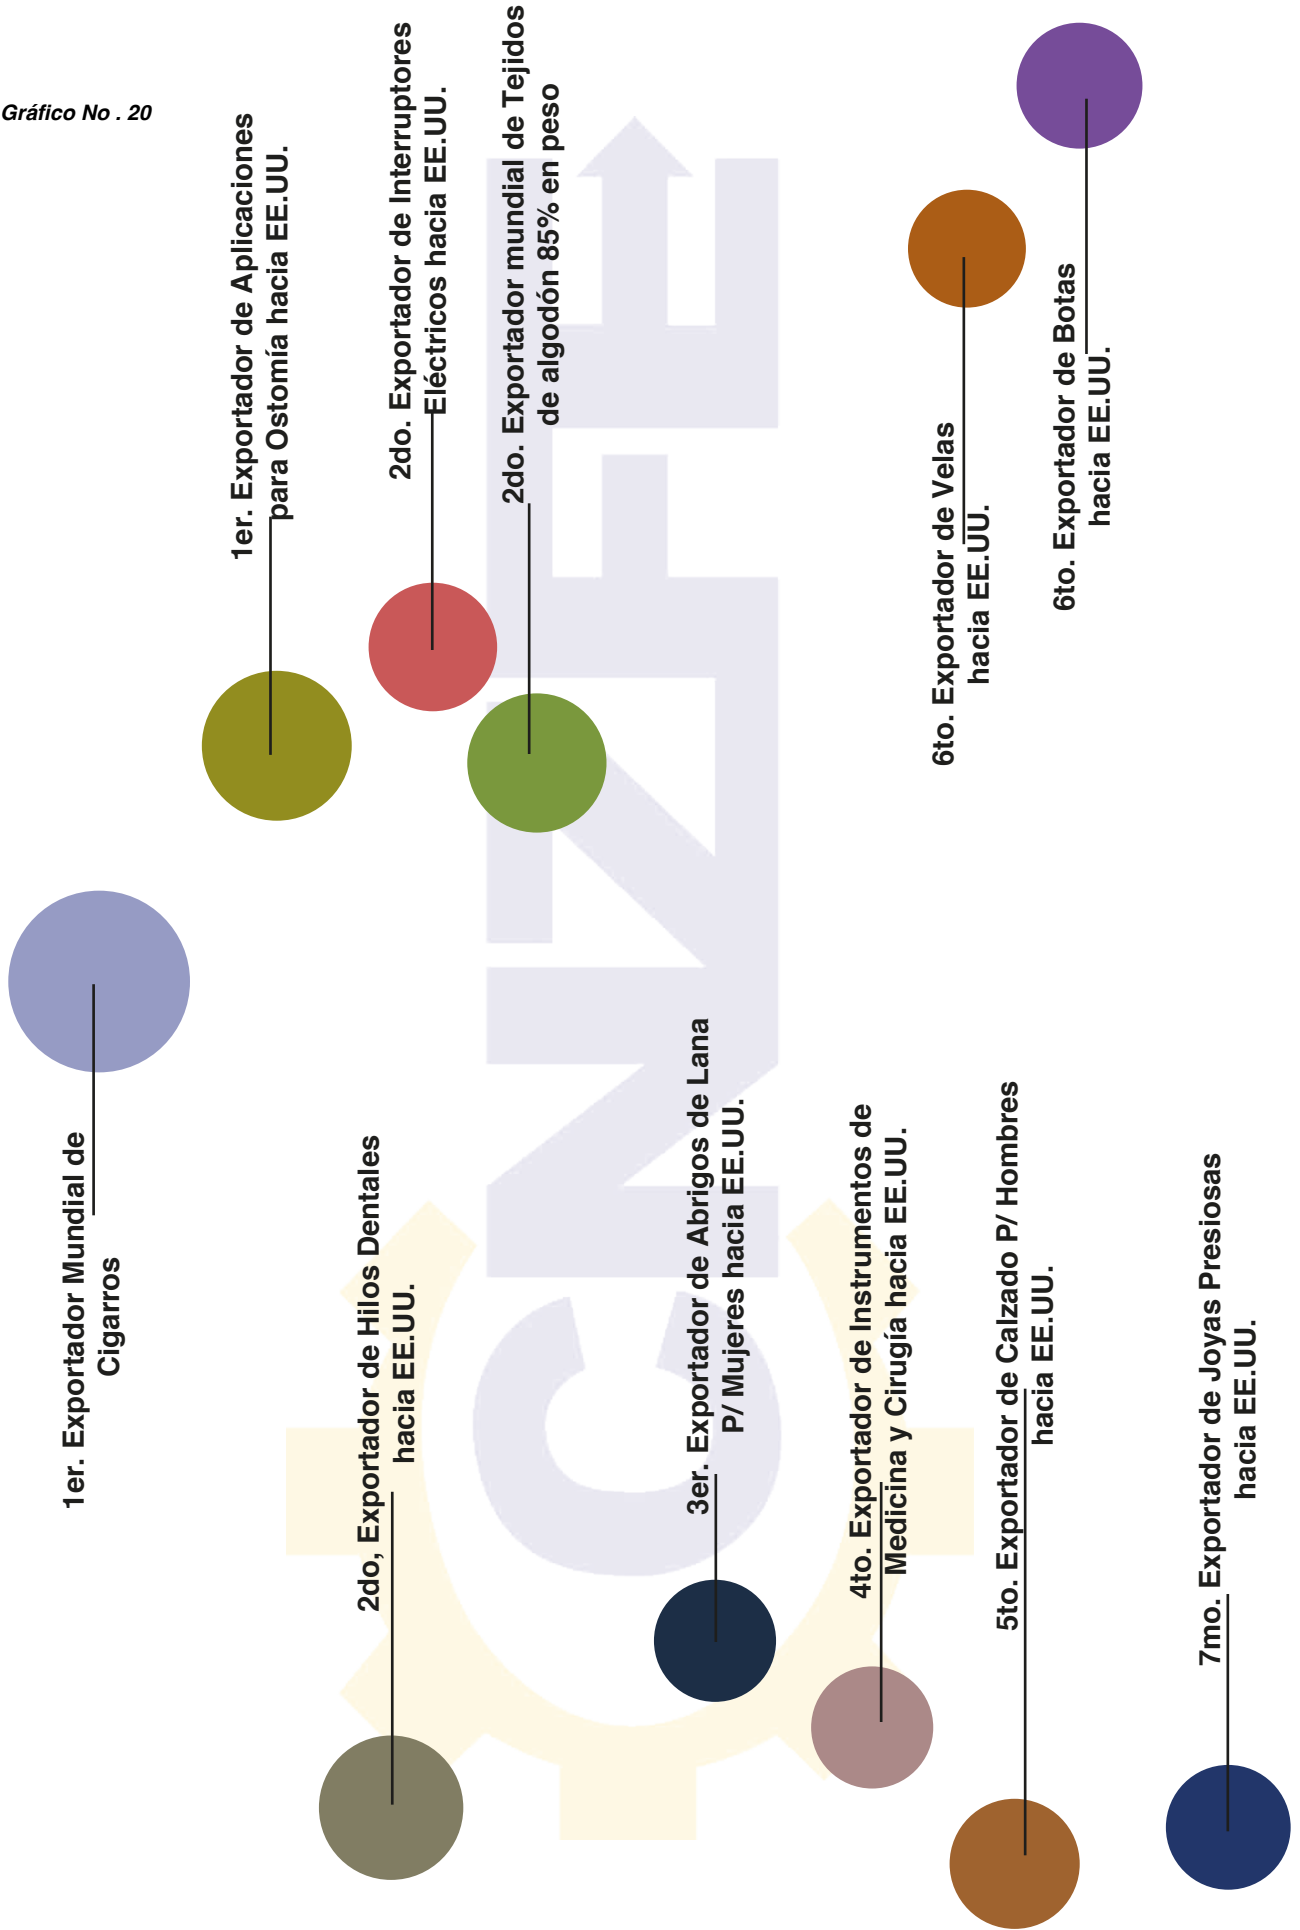 Gráfico No . 20
1er. Exportador Mundial de
Cigarros
1er. Exportador de Aplicaciones
para Ostomía hacia EE.UU.
2do, Exportador de Hilos Dentales
hacia EE.UU.
2do. Exportador de Interruptores
Eléctricos hacia EE.UU.
2do. Exportador mundial de Tejidos
de algodón 85% en peso
3er. Exportador de Abrigos de Lana
P/ Mujeres hacia EE.UU.
4to. Exportador de Instrumentos de
Medicina y Cirugía hacia EE.UU.
5to. Exportador de Calzado P/ Hombres
hacia EE.UU.
6to. Exportador de Velas
hacia EE.UU.
6to. Exportador de Botas
hacia EE.UU.
7mo. Exportador de Joyas Presiosas
hacia EE.UU.
CNZFE